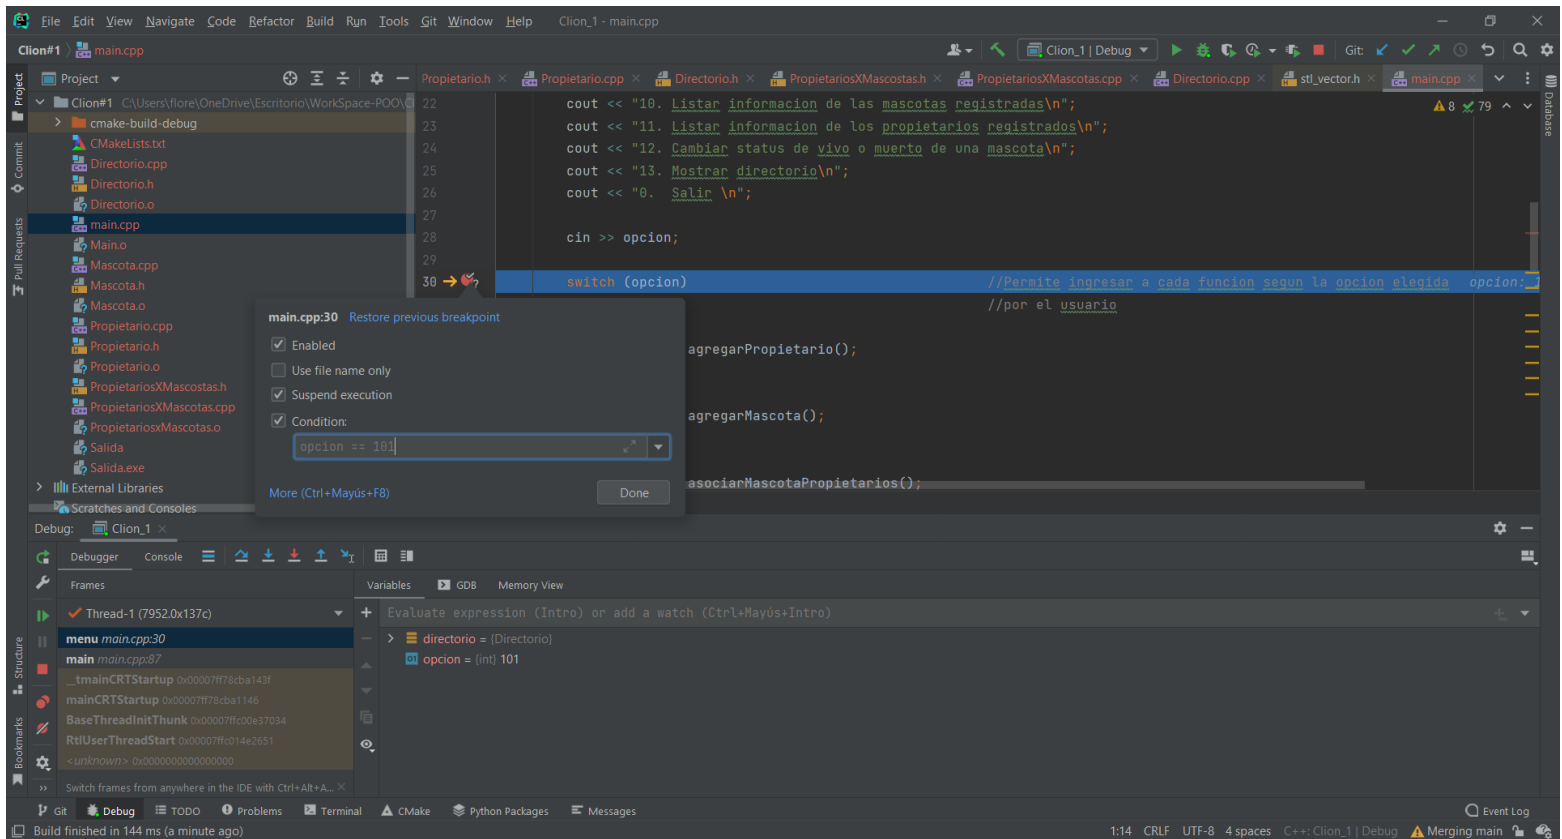 File Edit View Navigate Code Refactor Build Run Tools Git Window Help Clion_1 - main.cpp
Clion#1 main.cpp
Clion_1 | Debug
Git:
Project
Propietario.h
Propietario.cpp
Directorio.h
PropietariosXMascostas.h
PropietariosXMascotas.cpp
Directorio.cpp
stl_vector.h
main.cpp
Project
Commit
Pull Requests
Structure
Bookmarks
Database
Clion#1 C:\Users\flore\OneDrive\Escritorio\WorkSpace-POO\
cmake-build-debug
CMakeLists.txt
Directorio.cpp
Directorio.h
Directorio.o
main.cpp
Main.o
Mascota.cpp
Mascota.h
Mascota.o
Propietario.cpp
Propietario.h
Propietario.o
PropietariosXMascostas.h
PropietariosXMascotas.cpp
PropietariosxMascotas.o
Salida
Salida.exe
External Libraries
Scratches and Consoles
8 79
22 cout << "10. Listar informacion de las mascotas registradas\n";
23 cout << "11. Listar informacion de los propietarios registrados\n";
24 cout << "12. Cambiar status de vivo o muerto de una mascota\n";
25 cout << "13. Mostrar directorio\n";
26 cout << "0.  Salir \n";
27
28 cin >> opcion;
29
30 switch (opcion) //Permite ingresar a cada funcion segun la opcion elegida opcion:
//por el usuario
agregarPropietario();
agregarMascota();
asociarMascotaPropietarios();
main.cpp:30 Restore previous breakpoint
Enabled
Use file name only
Suspend execution
Condition:
opcion == 101
More (Ctrl+Mayús+F8)
Done
Debug: Clion_1
Debugger Console
Frames
Variables GDB Memory View
Thread-1 (7952.0x137c)
Evaluate expression (Intro) or add a watch (Ctrl+Mayús+Intro)
menu main.cpp:30
main main.cpp:87
__tmainCRTStartup 0x00007ff78cba143f
mainCRTStartup 0x00007ff78cba1146
BaseThreadInitThunk 0x00007ffc00e37034
RtlUserThreadStart 0x00007ffc014e2651
<unknown> 0x0000000000000000
Switch frames from anywhere in the IDE with Ctrl+Alt+A...
directorio = {Directorio}
opcion = {int} 101
Git Debug TODO Problems Terminal CMake Python Packages Messages Event Log
Build finished in 144 ms (a minute ago)
1:14 CRLF UTF-8 4 spaces C++: Clion_1 | Debug Merging main